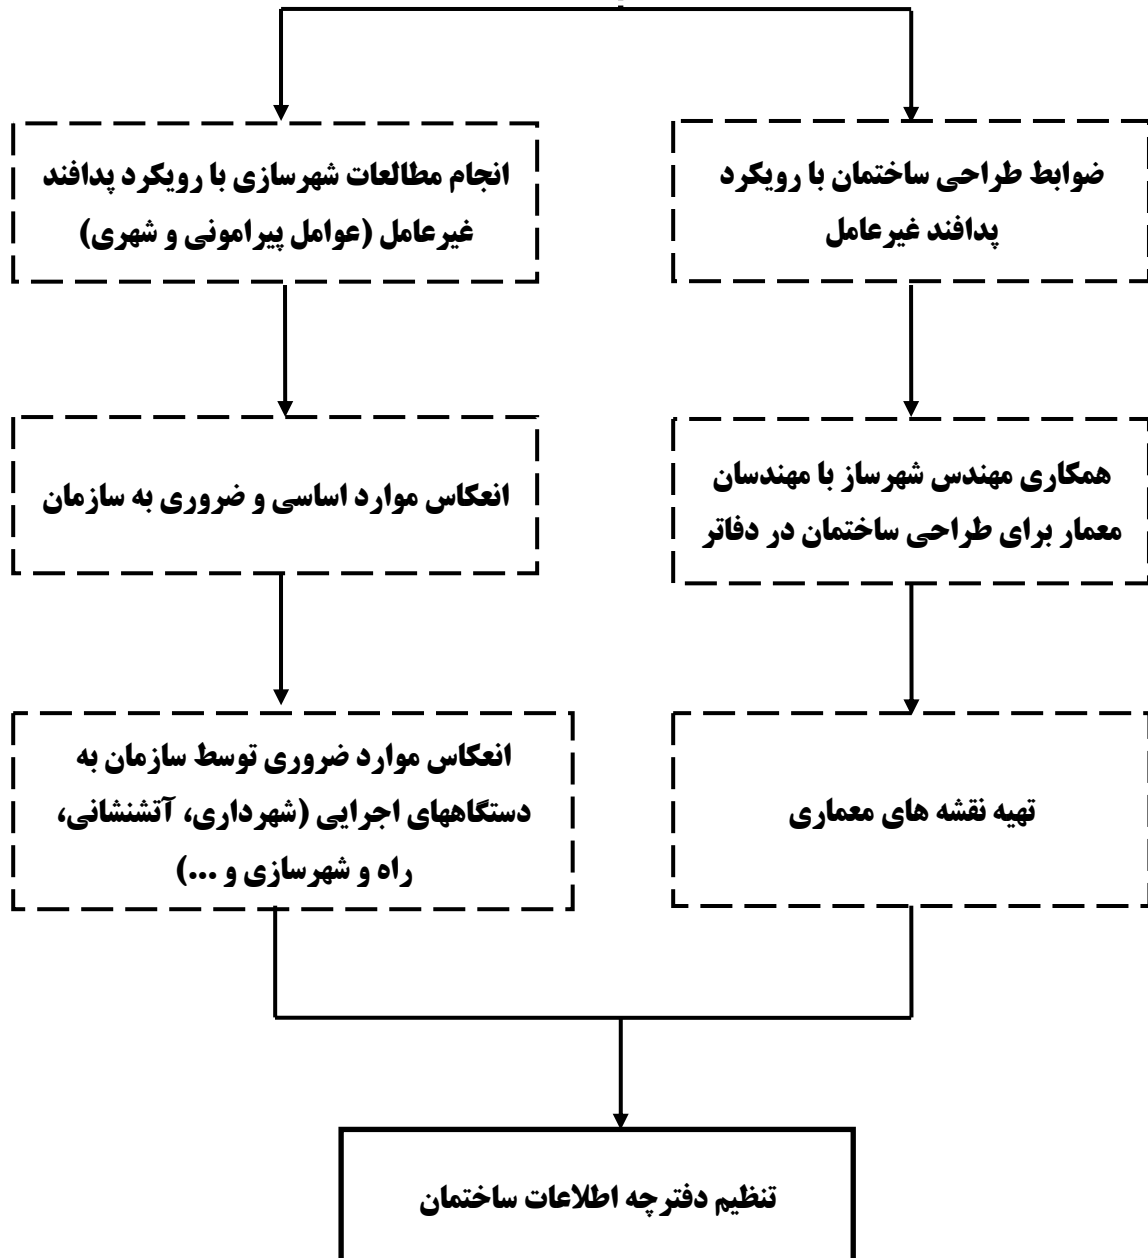 ضوابط طراحی ساختمان با رویکرد
پدافند غیرعامل
انجام مطالعات شهرسازی با رویکرد پدافند
غیرعامل (عوامل پیرامونی و شهری)
همکاری مهندس شهرساز با مهندسان
معمار برای طراحی ساختمان در دفاتر
انعکاس موارد اساسی و ضروری به سازمان
تهیه نقشه های معماری
انعکاس موارد ضروری توسط سازمان به
دستگاههای اجرایی (شهرداری، آتشنشانی،
راه و شهرسازی و ...)
تنظیم دفترچه اطلاعات ساختمان